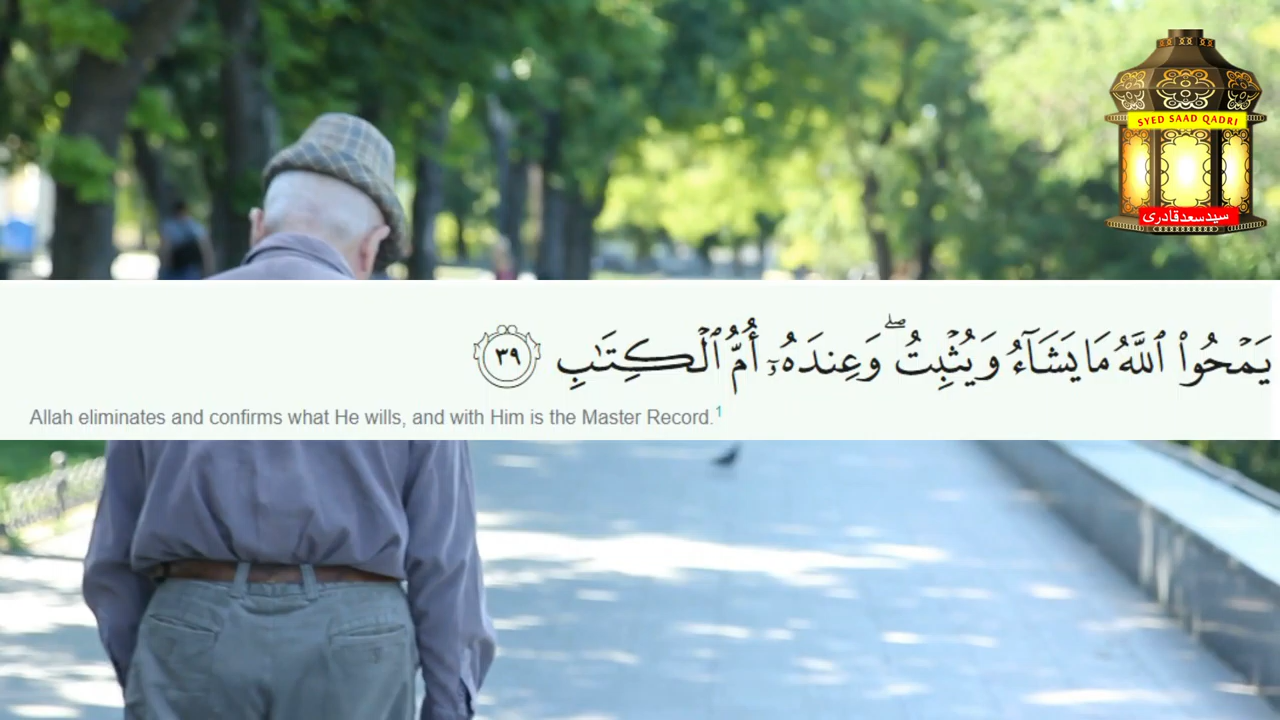 SYED SAAD QADRI
سیدسعدقادری
يَمْحُوا۟ ٱللَّهُ مَا يَشَآءُ وَيُثْبِتُ ۖ وَعِندَهُۥٓ أُمُّ ٱلْكِتَـٰبِ ٣٩
Allah eliminates and confirms what He wills, and with Him is the Master Record.1